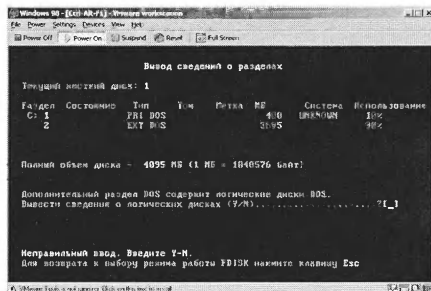 Windows 98 - [Ctrl-Alt-F1] - VMware Workstation
File Power Settings Devices View Help
Power Off Power On Suspend Reset Full Screen
Вывод сведений о разделах
Текущий жесткий диск: 1
Раздел Состояние Тип Том Метка МБ Система Использование
C: 1 PRI DOS 400 UNKNOWN 10%
2 EXT DOS 3695 90%
Полный объем диска - 4095 МБ (1 МБ = 1048576 байт)
Дополнительный раздел DOS содержит логические диски DOS.
Вывести сведения о логических дисках (Y/N)......................?[_]
Неправильный ввод. Введите Y-N.
Для возврата к выбору режима работы FDISK нажмите клавишу Esc